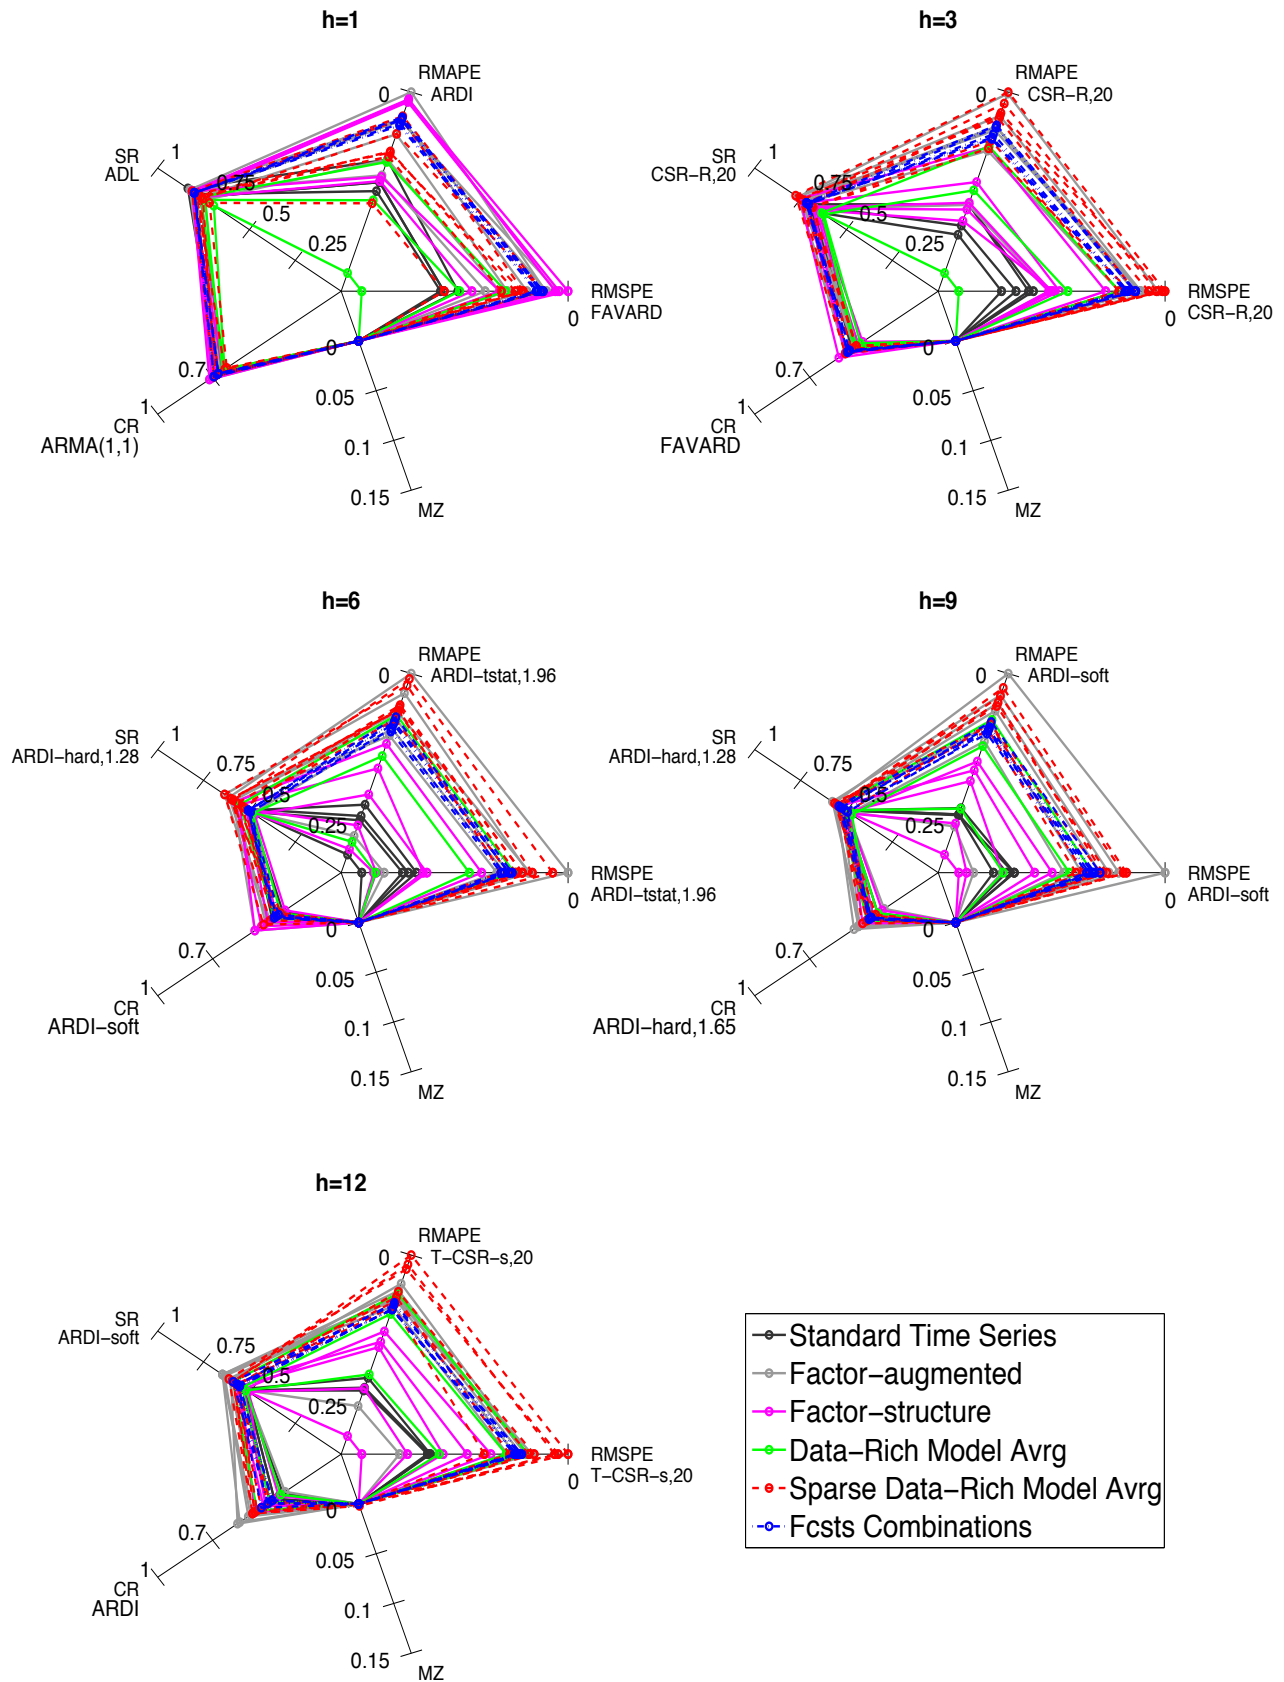 h=1
RMAPE
ARDI
0
SR
ADL
1
0.75
0.5
0.25
RMSPE
FAVARD
0
0
0.7
1
CR
ARMA(1,1)
0.05
0.1
0.15
MZ
h=3
RMAPE
CSR−R,20
0
SR
CSR−R,20
1
0.75
0.5
0.25
RMSPE
CSR−R,20
0
0
0.7
1
CR
FAVARD
0.05
0.1
0.15
MZ
h=6
RMAPE
ARDI−tstat,1.96
0
SR
ARDI−hard,1.28
1
0.75
0.5
0.25
RMSPE
ARDI−tstat,1.96
0
0
0.7
1
CR
ARDI−soft
0.05
0.1
0.15
MZ
h=9
RMAPE
ARDI−soft
0
SR
ARDI−hard,1.28
1
0.75
0.5
0.25
RMSPE
ARDI−soft
0
0
0.7
1
CR
ARDI−hard,1.65
0.05
0.1
0.15
MZ
h=12
RMAPE
T−CSR−s,20
0
SR
ARDI−soft
1
0.75
0.5
0.25
RMSPE
T−CSR−s,20
0
0
0.7
1
CR
ARDI
0.05
0.1
0.15
MZ
Standard Time Series
Factor−augmented
Factor−structure
Data−Rich Model Avrg
Sparse Data−Rich Model Avrg
Fcsts Combinations